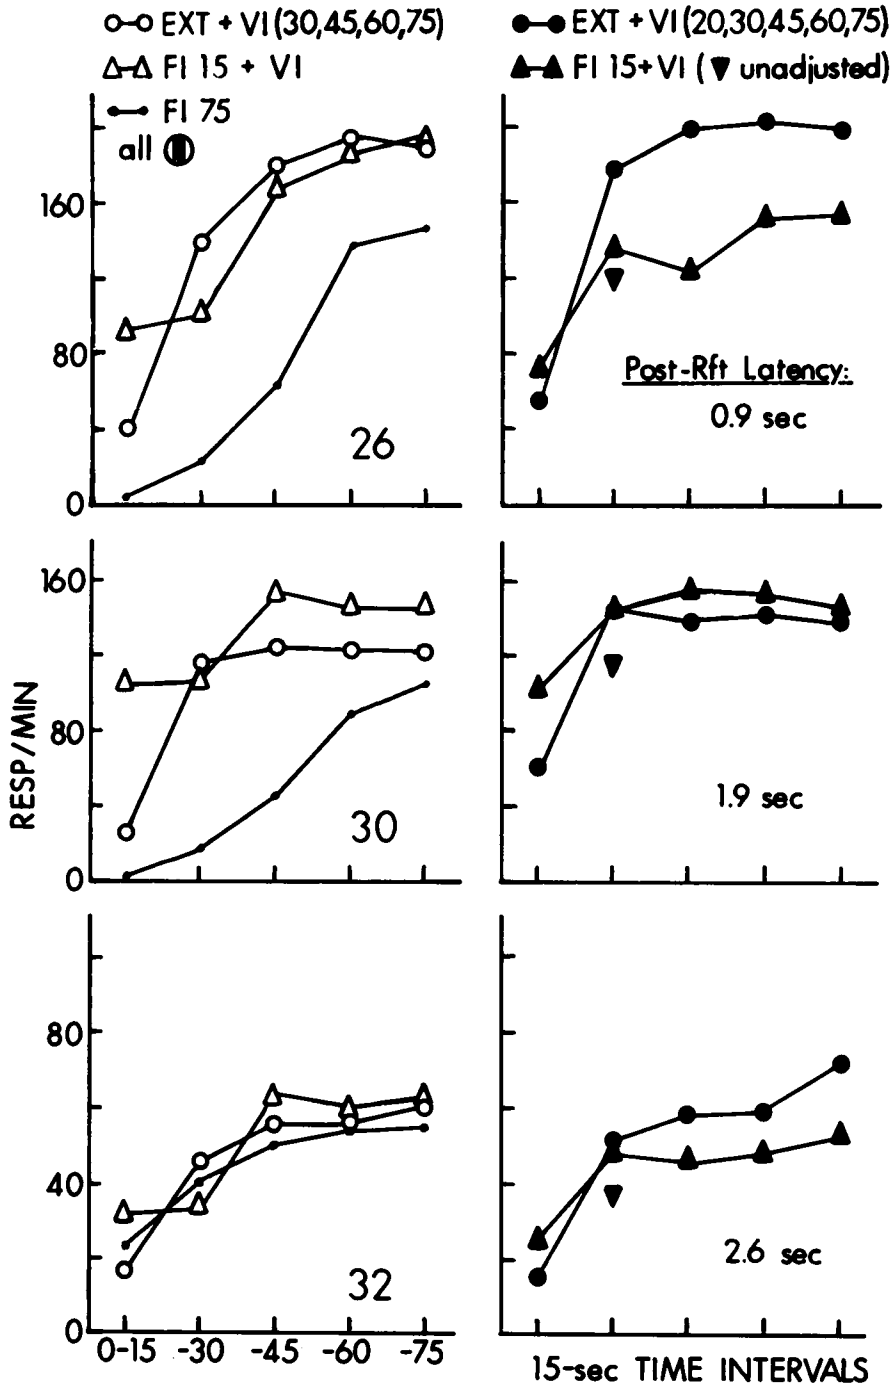 EXT + VI (30,45,60,75)
FI 15 + VI
FI 75
all
EXT + VI (20,30,45,60,75)
FI 15+VI ( unadjusted)
160
80
0
26
Post-Rft Latency:
0.9 sec
160
80
0
30
1.9 sec
RESP/MIN
80
40
0
32
2.6 sec
0-15 -30 -45 -60 -75
15-sec TIME INTERVALS